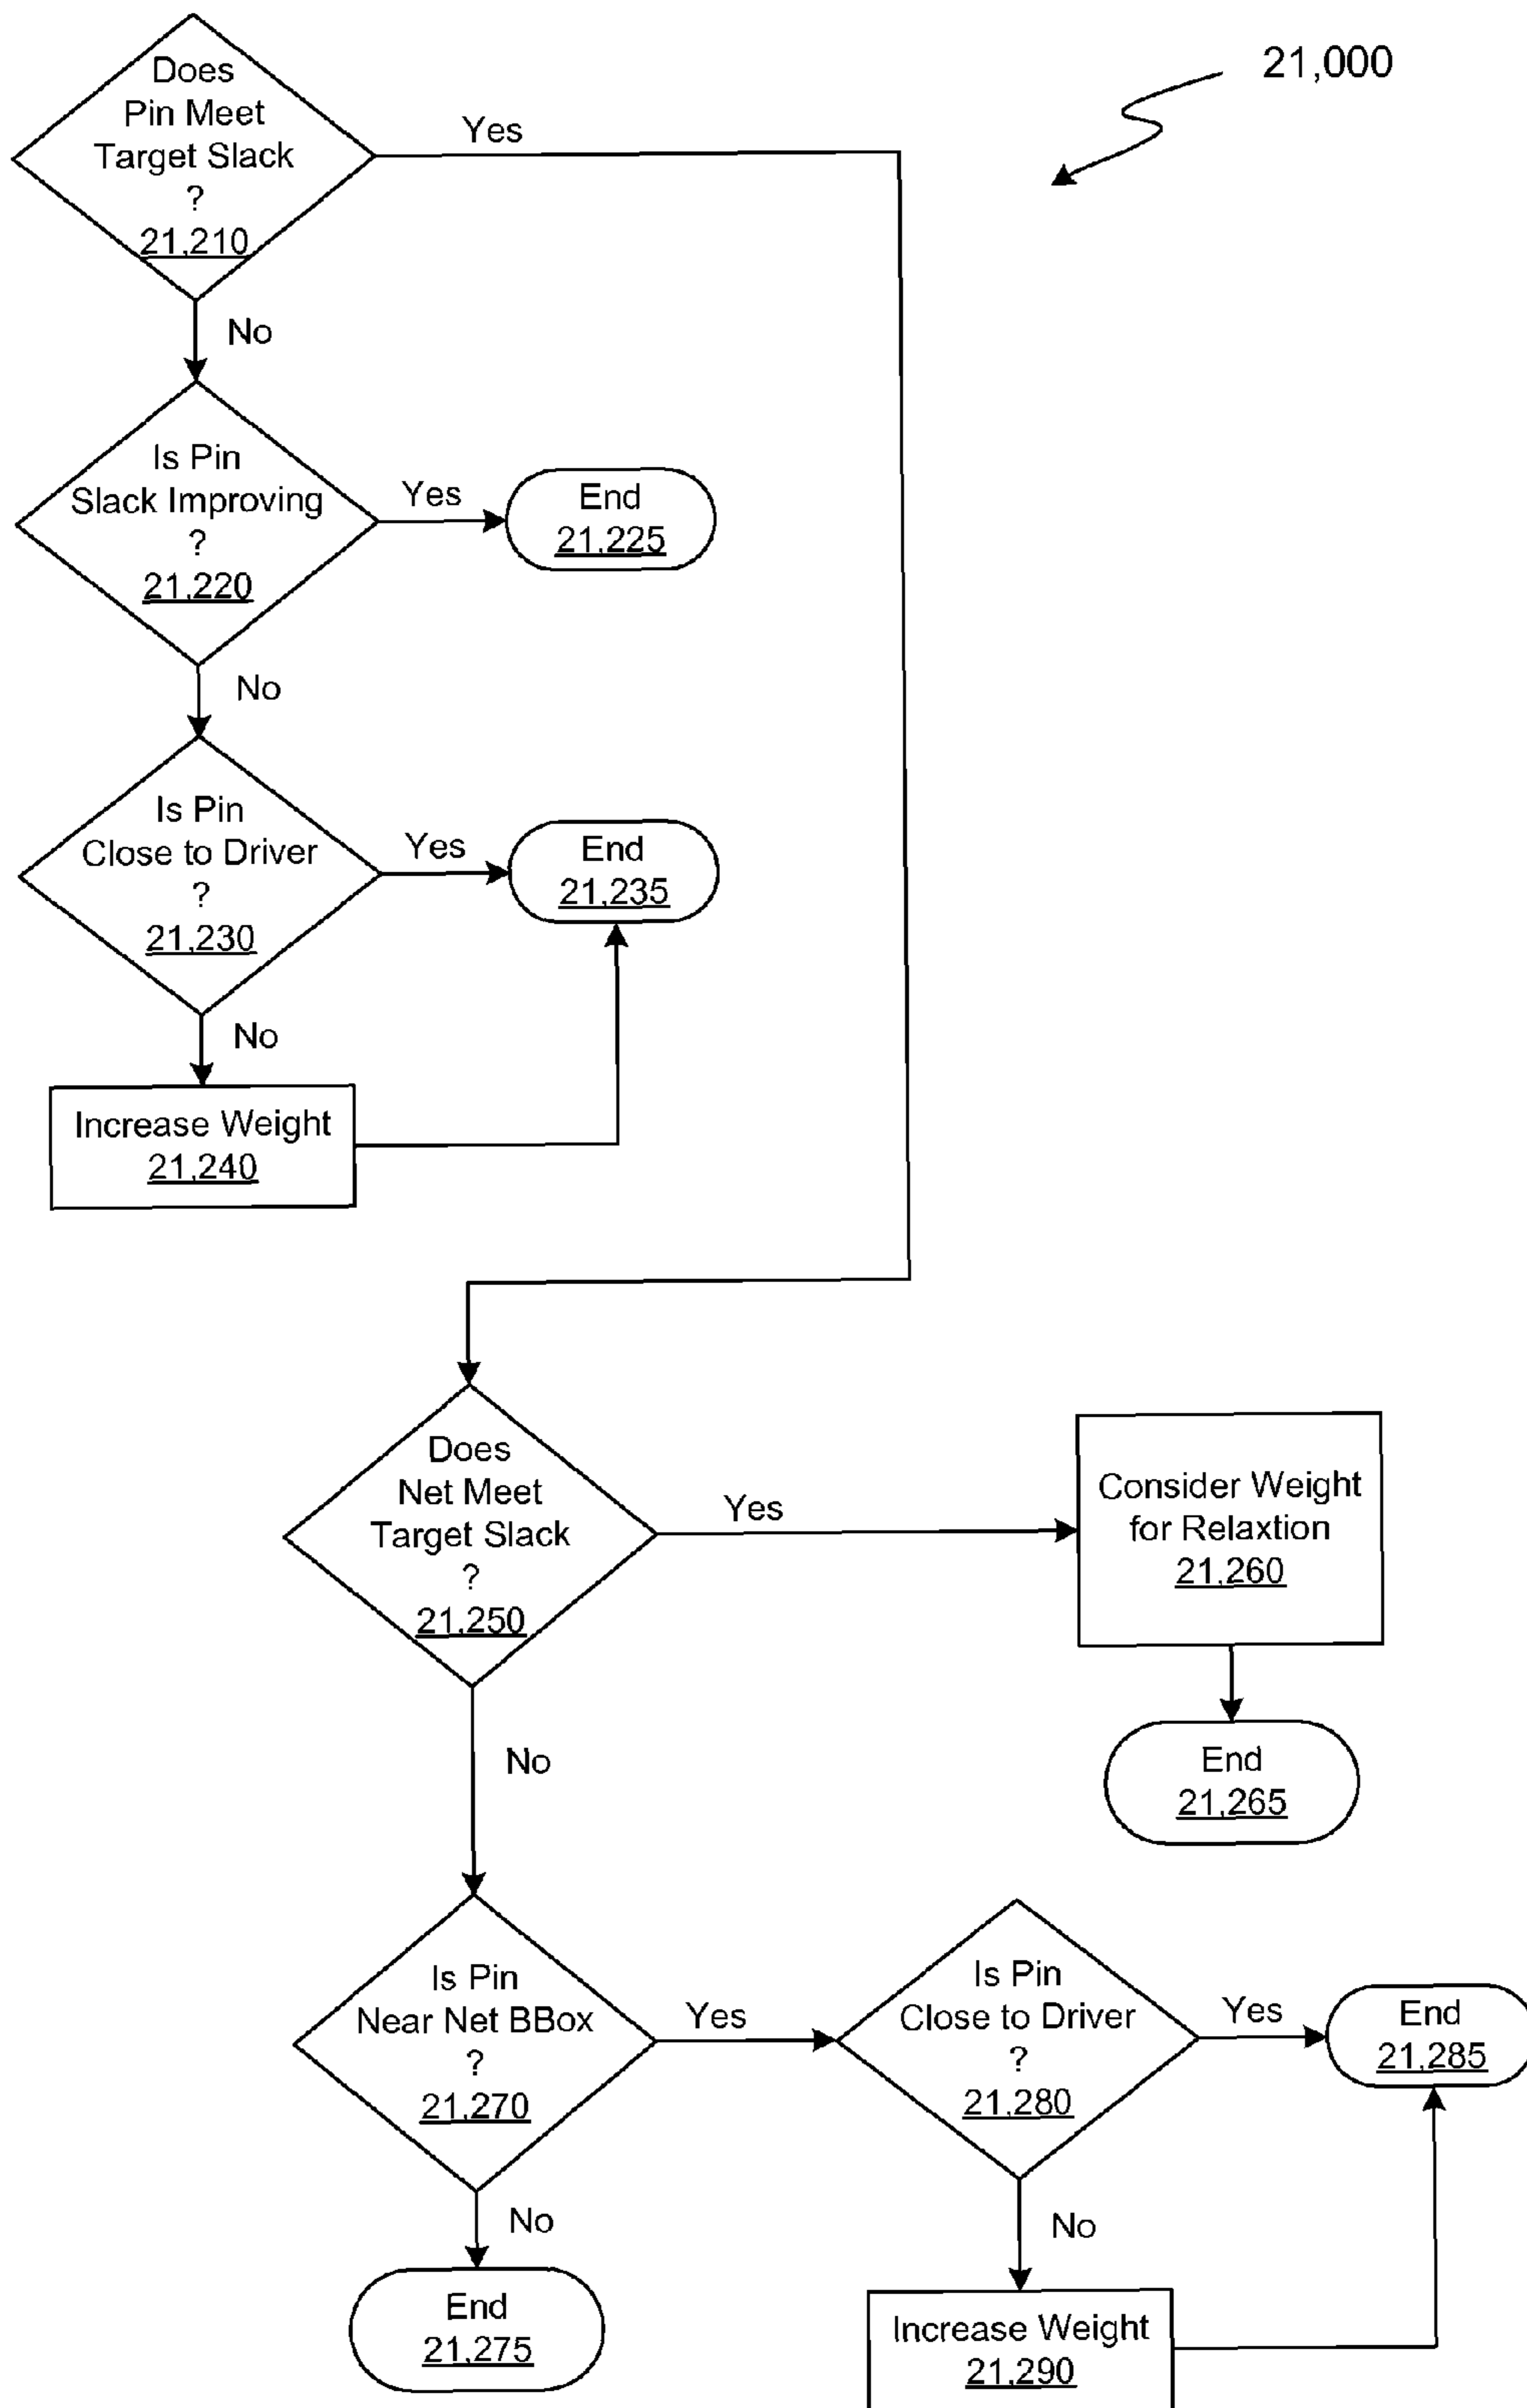 21,000
Does
Pin Meet
Target Slack
?
21,210
Yes
No
Is Pin
Slack Improving
?
21,220
Yes
End
21,225
No
Is Pin
Close to Driver
?
21,230
Yes
End
21,235
No
Increase Weight
21,240
Does
Net Meet
Target Slack
?
21,250
Yes
Consider Weight
for Relaxtion
21,260
End
21,265
No
Is Pin
Near Net BBox
?
21,270
Yes
Is Pin
Close to Driver
?
21,280
Yes
End
21,285
No
End
21,275
No
Increase Weight
21,290